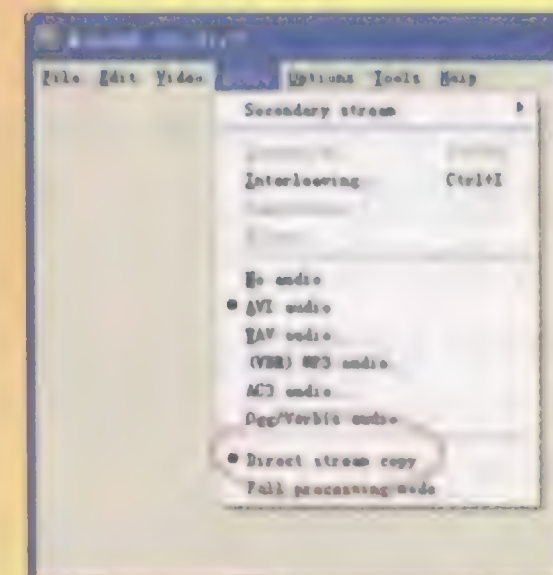 File Edit Video Options Tools Help
Secondary stream
Interleaving... Ctrl+I
No audio
AVI audio
WAV audio...
(VBR) MP3 audio...
AC3 audio...
Ogg/Vorbis audio...
Direct stream copy
Full processing mode